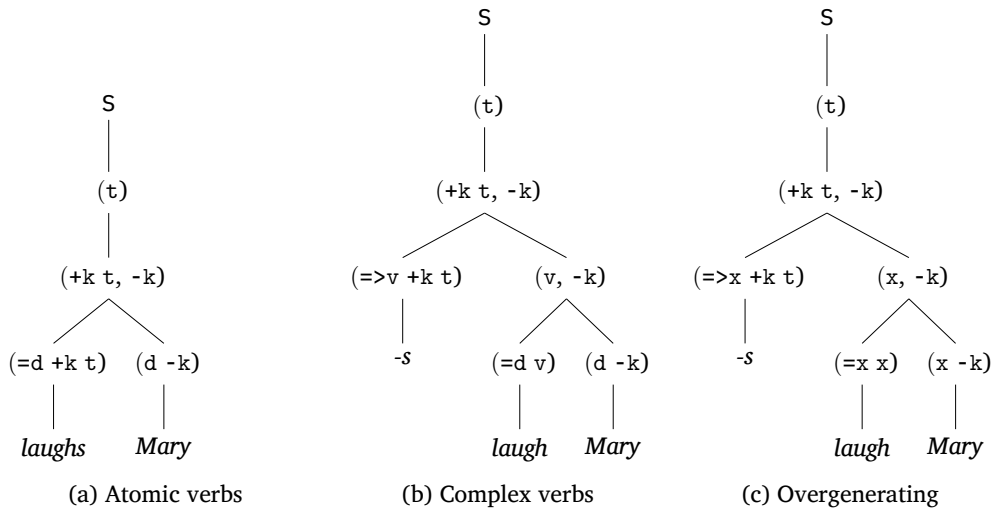 S S
(t) (t)
S
(+k t, -k) (+k t, -k)
(t)
(=>v +k t) (v, -k) (=>x +k t) (x, -k)
(+k t, -k)
-s (=d v) (d -k) -s (=x x) (x -k)
(=d +k t) (d -k)
laughs Mary laugh Mary laugh Mary
(a) Atomic verbs (b) Complex verbs (c) Overgenerating